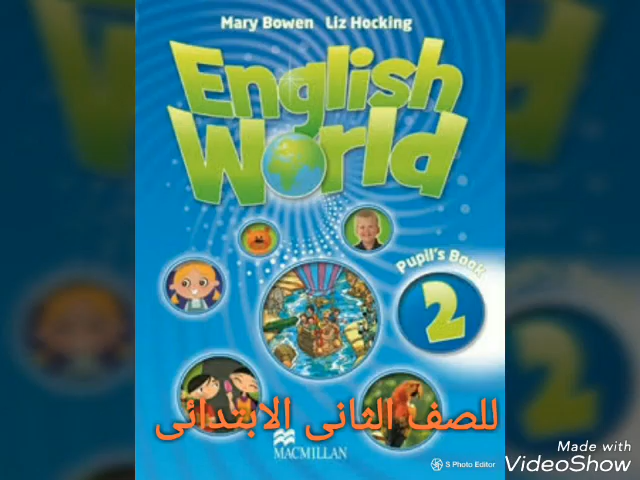 Mary Bowen Liz Hocking
English
World
Pupil's Book
2
للصف الثانى الابتدائى
MACMILLAN
S Photo Editor
Made with
VideoShow